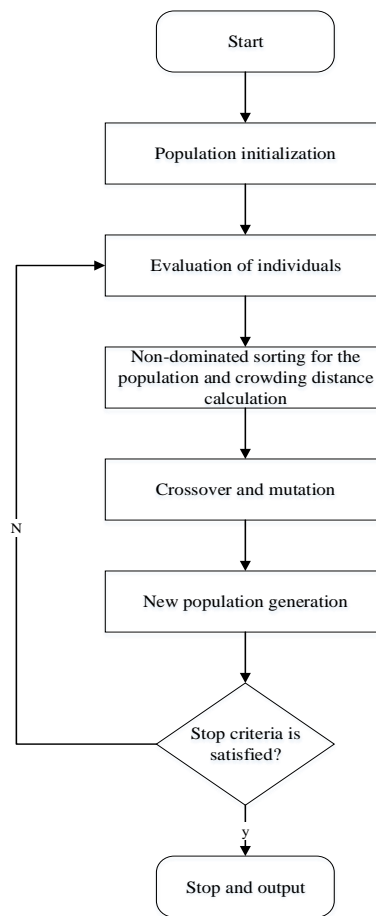 Start
Population initialization
Evaluation of individuals
Non-dominated sorting for the
population and crowding distance
calculation
Crossover and mutation
N
New population generation
Stop criteria is
satisfied?
y
Stop and output